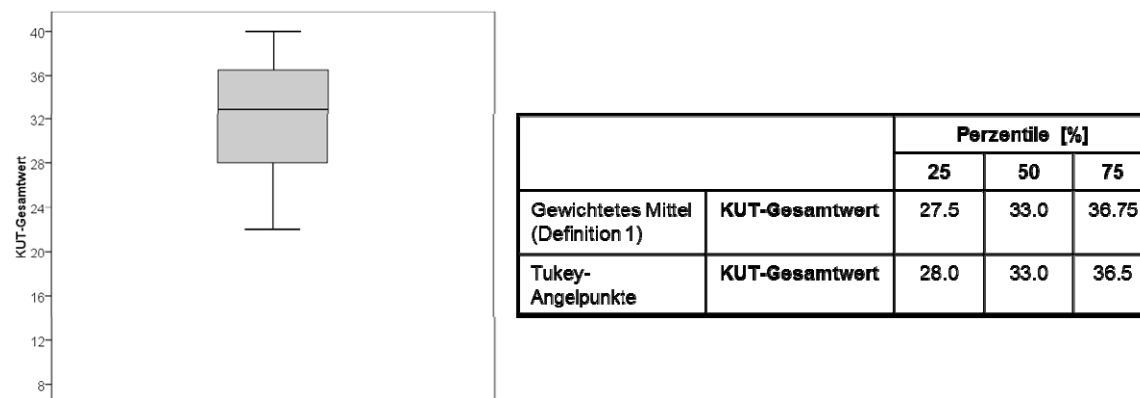 40
36
32
28
24
20
16
12
8
KUT-Gesamtwert
Perzentile [%]
25 50 75
Gewichtetes Mittel (Definition 1) KUT-Gesamtwert 27.5 33.0 36.75
Tukey-Angelpunkte KUT-Gesamtwert 28.0 33.0 36.5